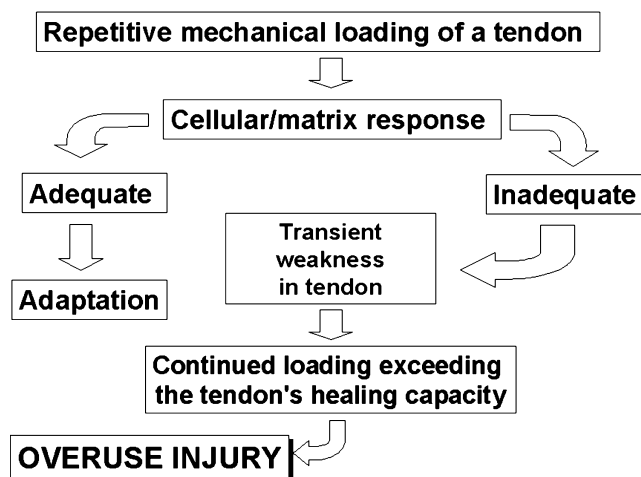 Repetitive mechanical loading of a tendon
Cellular/matrix response
Adequate
Inadequate
Transient
weakness
in tendon
Adaptation
Continued loading exceeding
the tendon's healing capacity
OVERUSE INJURY